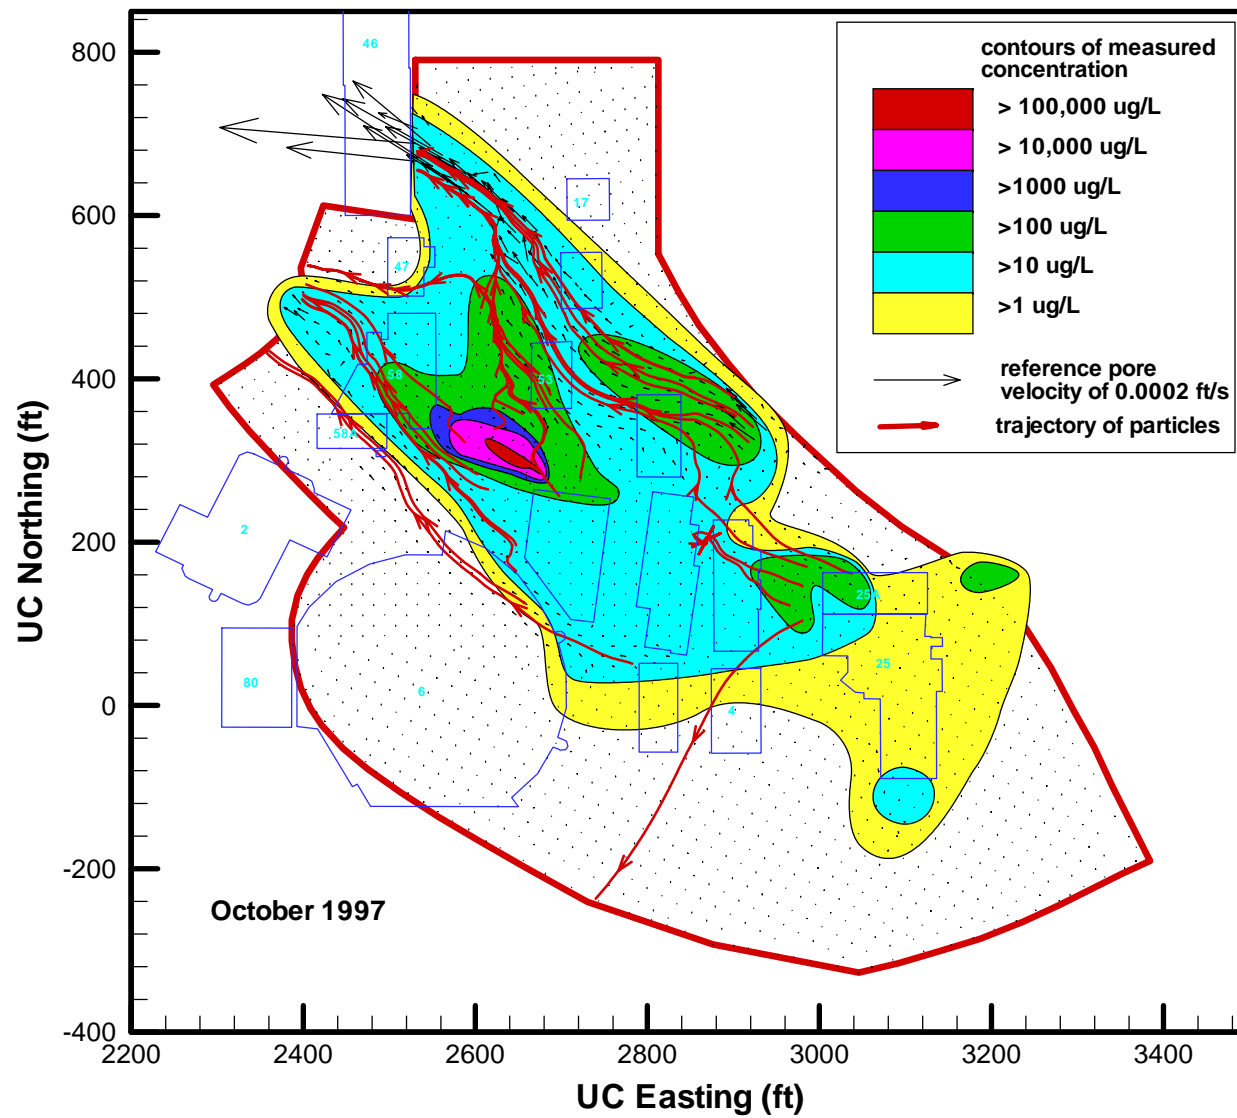 800
600
400
200
0
-200
-400
UC Northing (ft)
2200
2400
2600
2800
3000
3200
3400
UC Easting (ft)
contours of measured
concentration
> 100,000 ug/L
> 10,000 ug/L
>1000 ug/L
>100 ug/L
>10 ug/L
>1 ug/L
reference pore
velocity of 0.0002 ft/s
trajectory of particles
46
17
47
58
53
58A
2
25A
25
80
6
4
October 1997